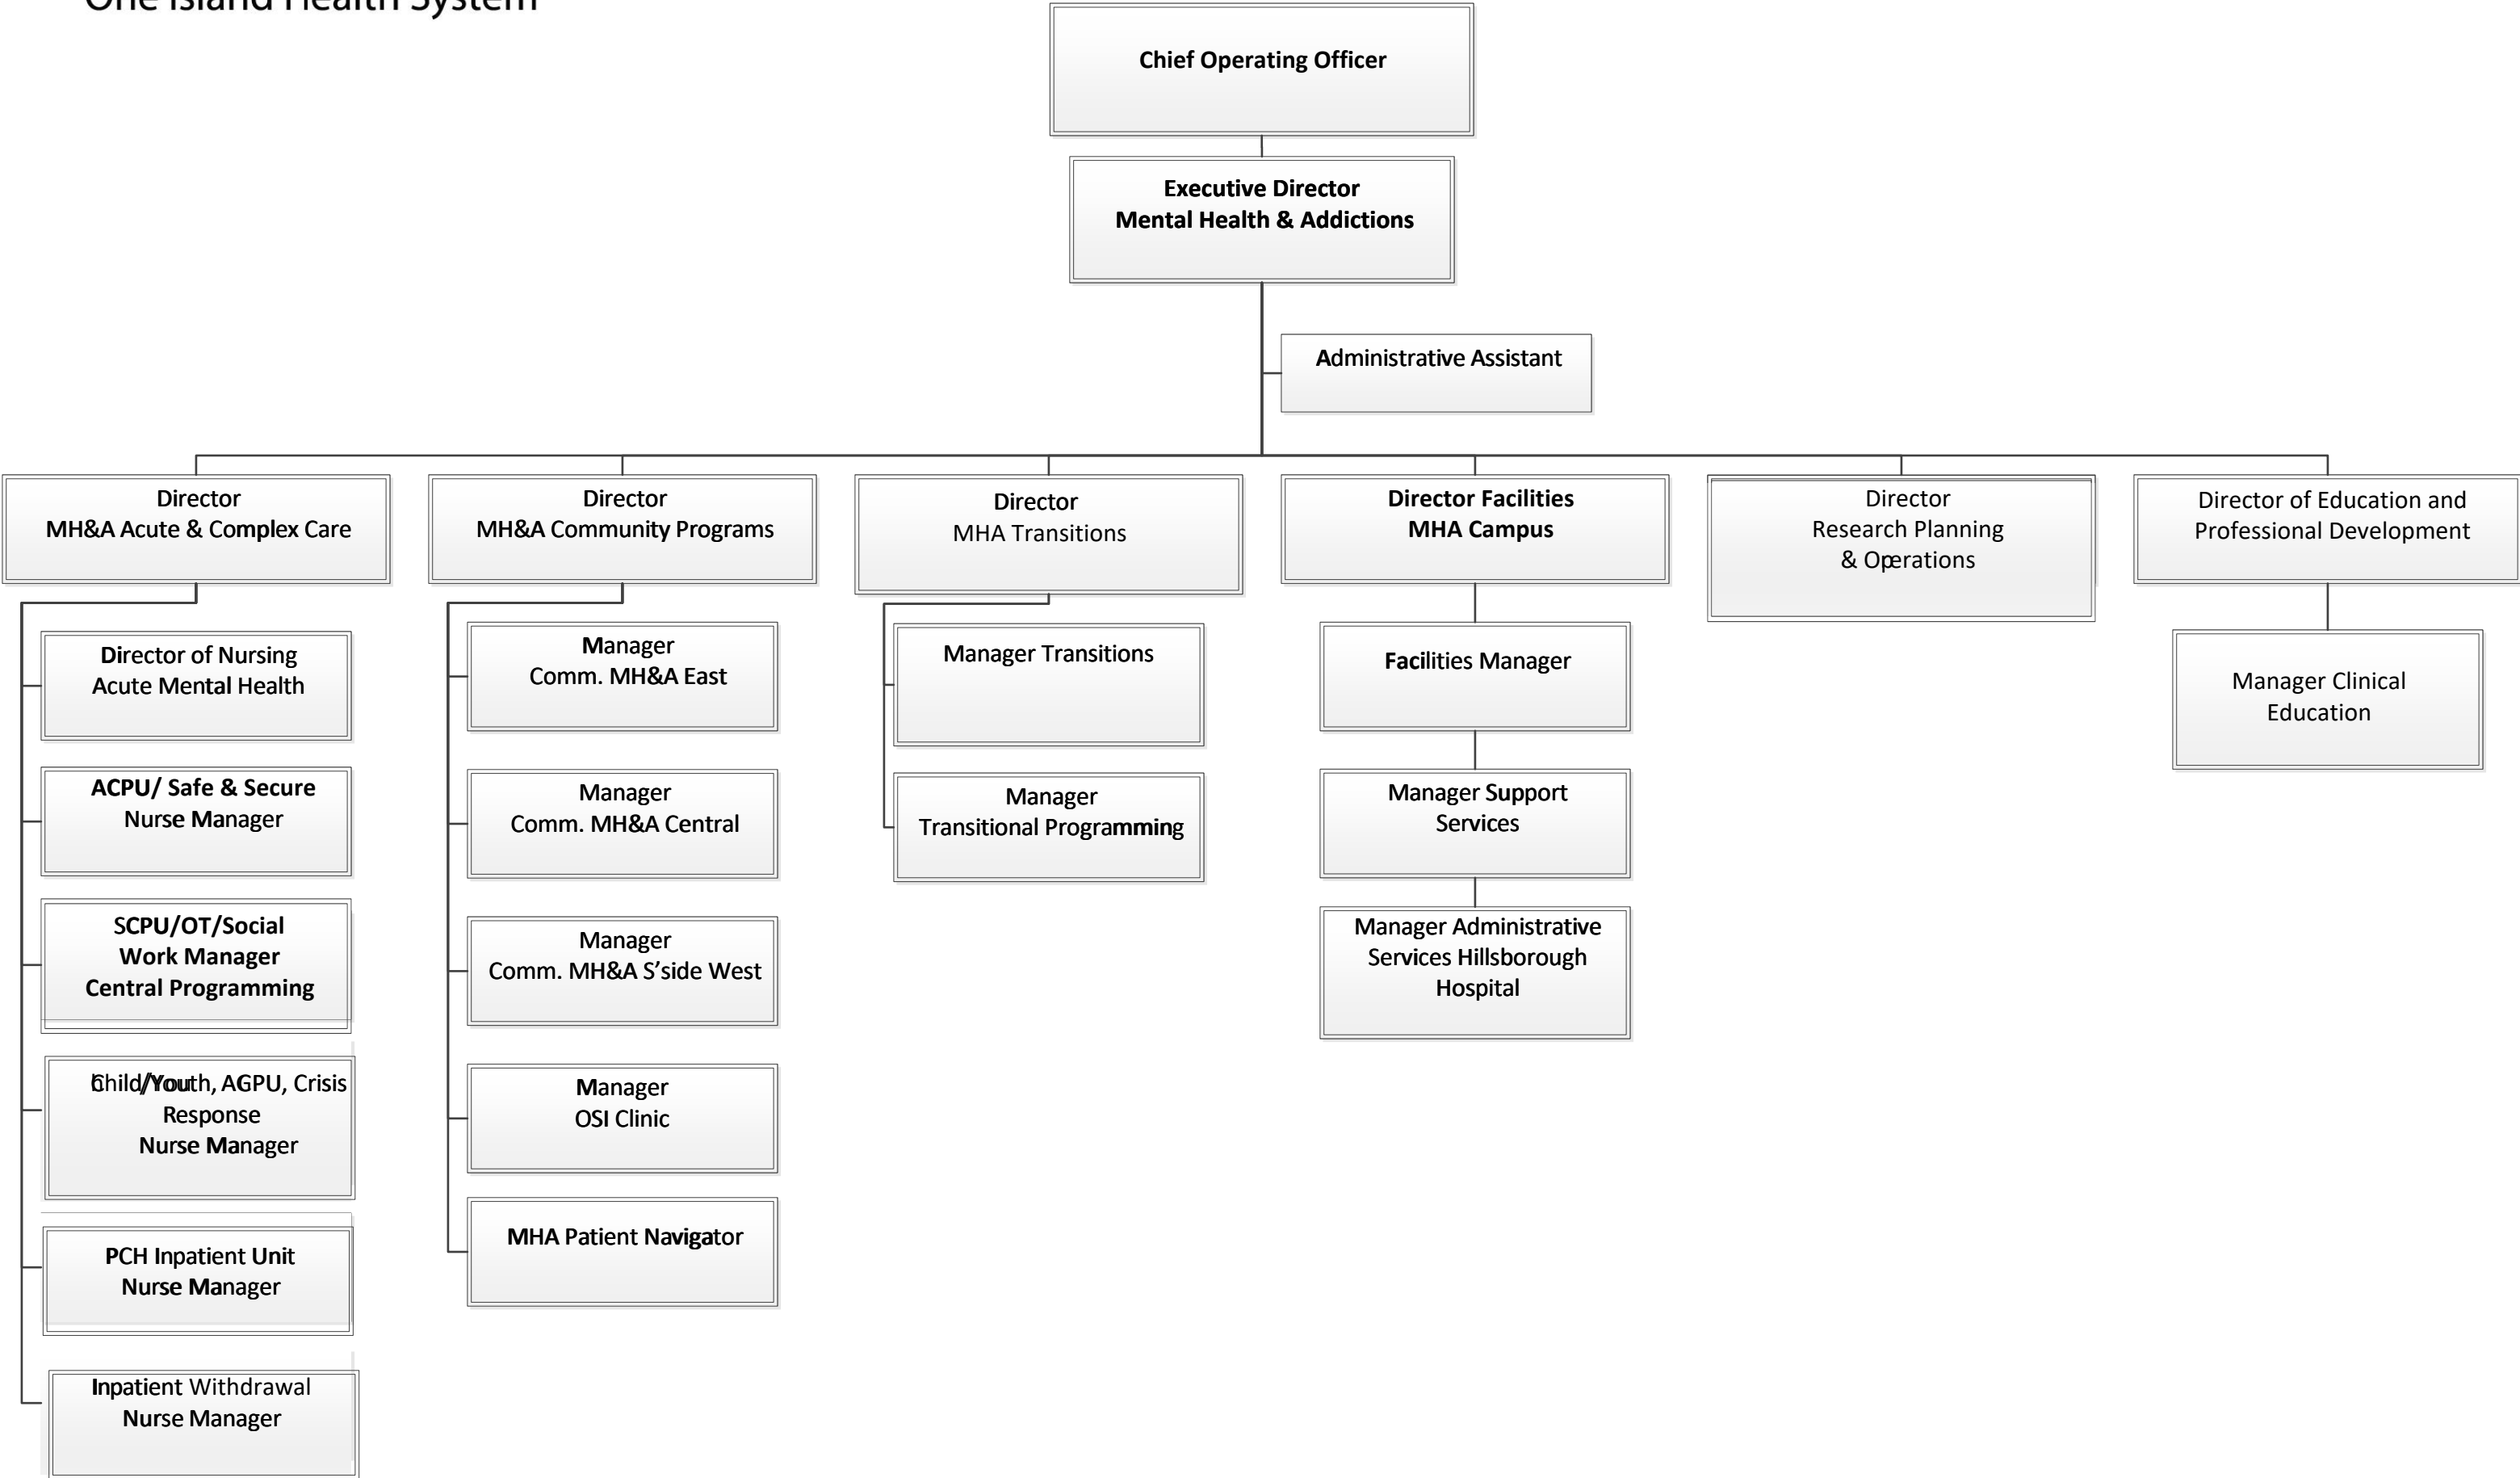 One Island Health System
Chief Operating Officer
Executive Director
Mental Health & Addictions
Administrative Assistant
Director
MH&A Acute & Complex Care
Director
MH&A Community Programs
Director
MHA Transitions
Director Facilities
MHA Campus
Director
Research Planning
& Operations
Director of Education and
Professional Development
Director of Nursing
Acute Mental Health
ACPU/ Safe & Secure
Nurse Manager
SCPU/OT/Social
Work Manager
Central Programming
Child/Youth, AGPU, Crisis
Response
Nurse Manager
PCH Inpatient Unit
Nurse Manager
Inpatient Withdrawal
Nurse Manager
Manager
Comm. MH&A East
Manager
Comm. MH&A Central
Manager
Comm. MH&A S’side West
Manager
OSI Clinic
MHA Patient Navigator
Manager Transitions
Manager
Transitional Programming
Facilities Manager
Manager Support
Services
Manager Administrative
Services Hillsborough
Hospital
Manager Clinical
Education